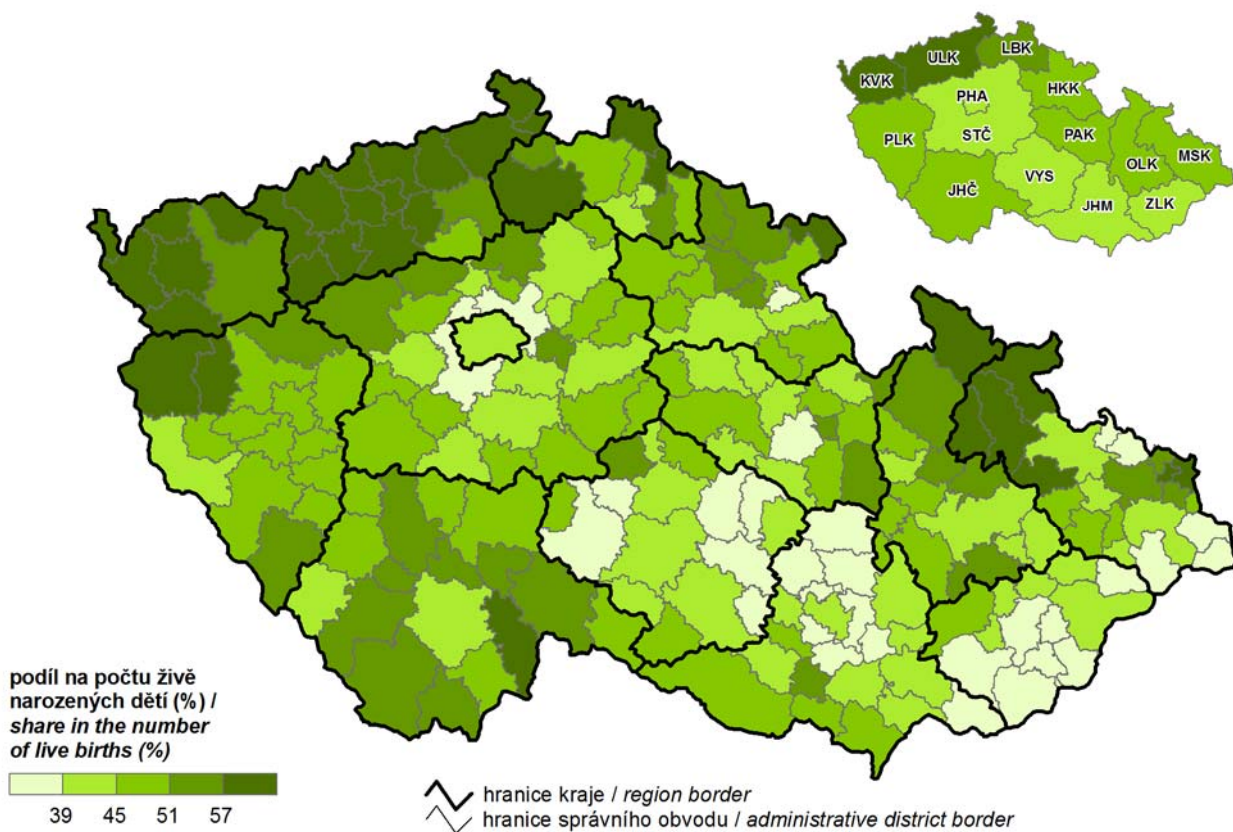 LBK
ULK
KVK
HKK
PHA
STČ
PLK
PAK
MSK
OLK
VYS
JHČ
ZLK
JHM
podíl na počtu živě
narozených dětí (%) /
share in the number
of live births (%)
39 45 51 57
hranice kraje / region border
hranice správního obvodu / administrative district border